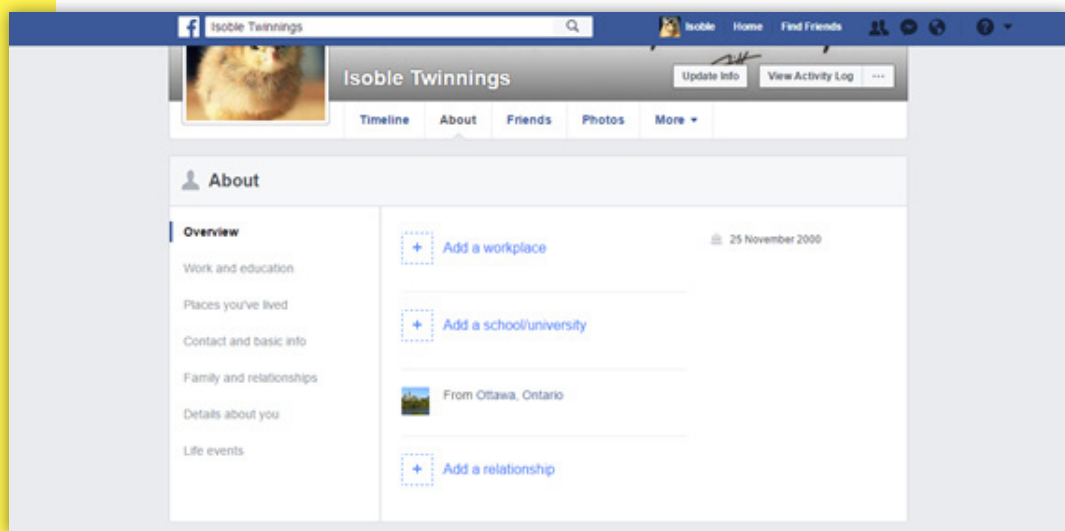 Isoble Twinnings
Isoble Home Find Friends
Isoble Twinnings
Update Info View Activity Log ...
Timeline About Friends Photos More
About
Overview
Work and education
Places you've lived
Contact and basic info
Family and relationships
Details about you
Life events
+ Add a workplace
+ Add a school/university
From Ottawa, Ontario
+ Add a relationship
25 November 2000